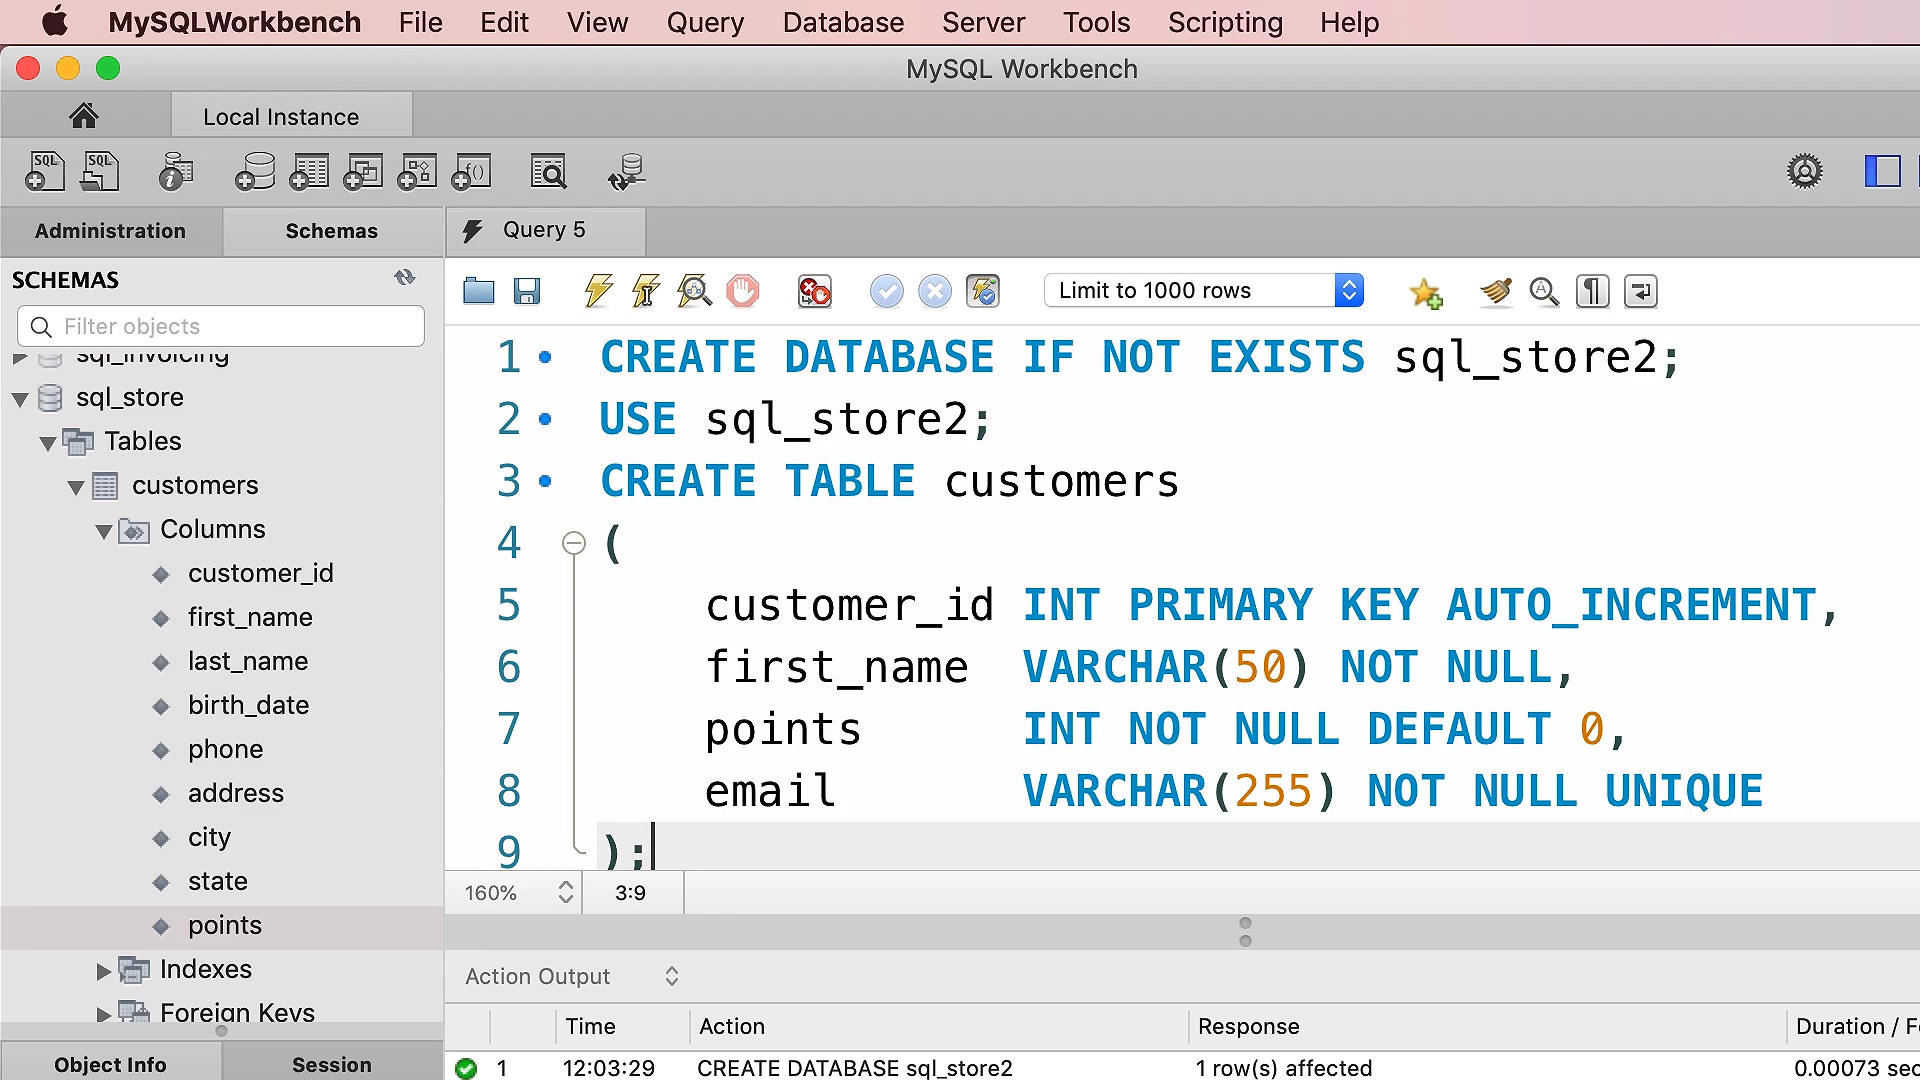 MySQLWorkbench File Edit View Query Database Server Tools Scripting Help
MySQL Workbench
Local Instance
SQL SQL
Administration Schemas Query 5
SCHEMAS
Filter objects
Limit to 1000 rows
sql_invoicing
sql_store
Tables
customers
Columns
customer_id
first_name
last_name
birth_date
phone
address
city
state
points
Indexes
Foreign Keys
Object Info Session
1 CREATE DATABASE IF NOT EXISTS sql_store2;
2 USE sql_store2;
3 CREATE TABLE customers
4 (
5 customer_id INT PRIMARY KEY AUTO_INCREMENT,
6 first_name VARCHAR(50) NOT NULL,
7 points INT NOT NULL DEFAULT 0,
8 email VARCHAR(255) NOT NULL UNIQUE
9 );
160% 3:9
Action Output
Time Action Response Duration / F
1 12:03:29 CREATE DATABASE sql_store2 1 row(s) affected 0.00073 sec